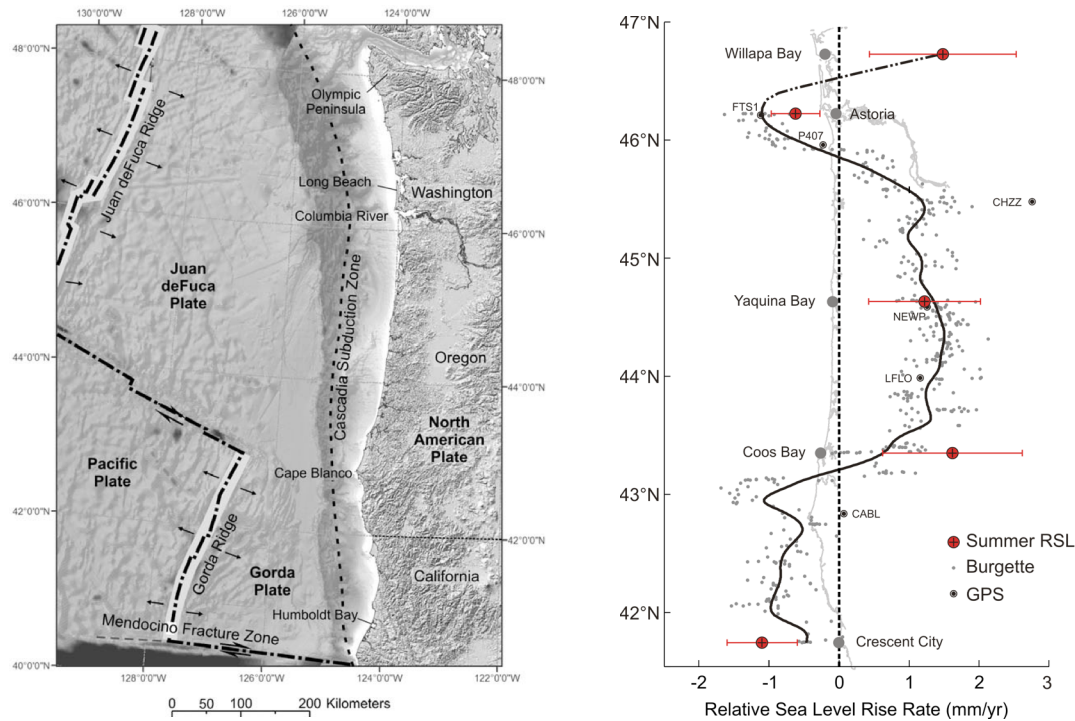 130°0'0"W
128°0'0"W
126°0'0"W
124°0'0"W
48°0'0"N
48°0'0"N
Olympic
Peninsula
Juan deFuca Ridge
Long Beach
Washington
46°0'0"N
Columbia River
46°0'0"N
Juan
deFuca
Plate
Cascadia Subduction Zone
Oregon
44°0'0"N
44°0'0"N
North
American
Plate
Pacific
Plate
Cape Blanco
42°0'0"N
42°0'0"N
Gorda Ridge
Gorda
Plate
California
Humboldt Bay
Mendocino Fracture Zone
40°0'0"N
40°0'0"N
128°0'0"W
126°0'0"W
124°0'0"W
122°0'0"W
0 50 100 200 Kilometers
47°N
Willapa Bay
FTS1
Astoria
46°N
P407
CHZZ
45°N
Yaquina Bay
NEWP
44°N
LFLO
Coos Bay
43°N
CABL
Summer RSL
Burgette
GPS
42°N
Crescent City
-2 -1 0 1 2 3
Relative Sea Level Rise Rate (mm/yr)